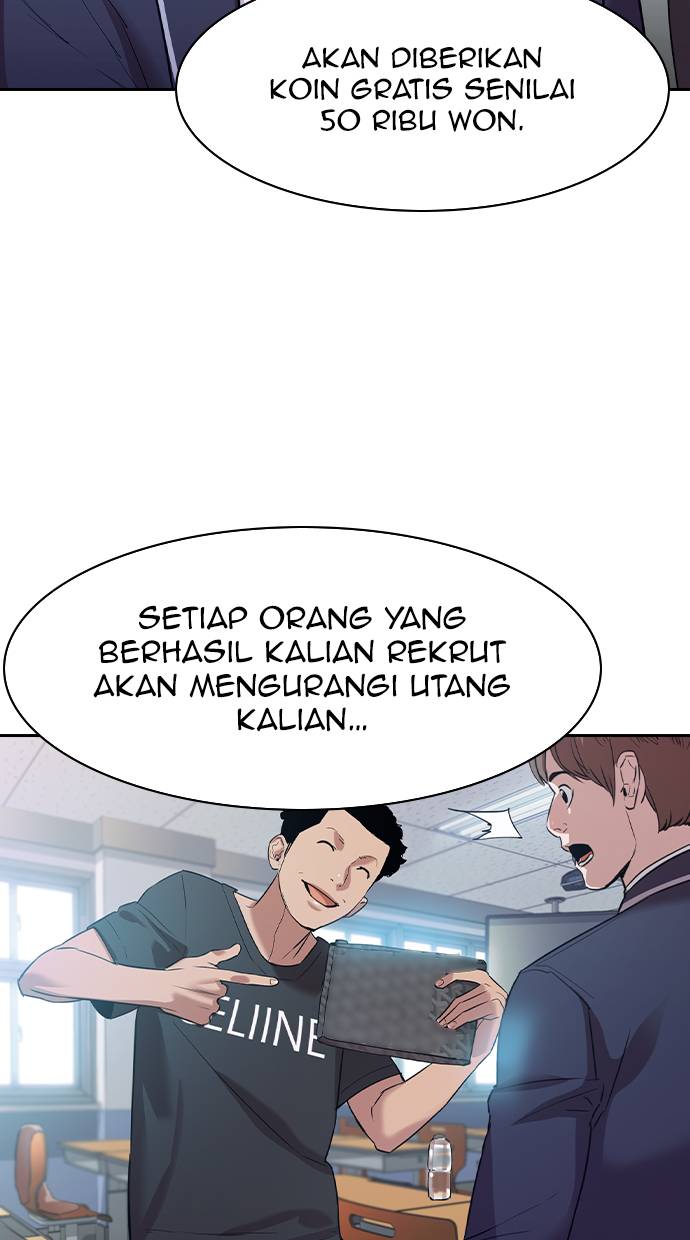 AKAN DIBERIKAN
KOIN GRATIS SENILAI
50 RIBU WON.
SETIAP ORANG YANG
BERHASIL KALIAN REKRUT
AKAN MENGURANGI UTANG
KALIAN...
ELIINE